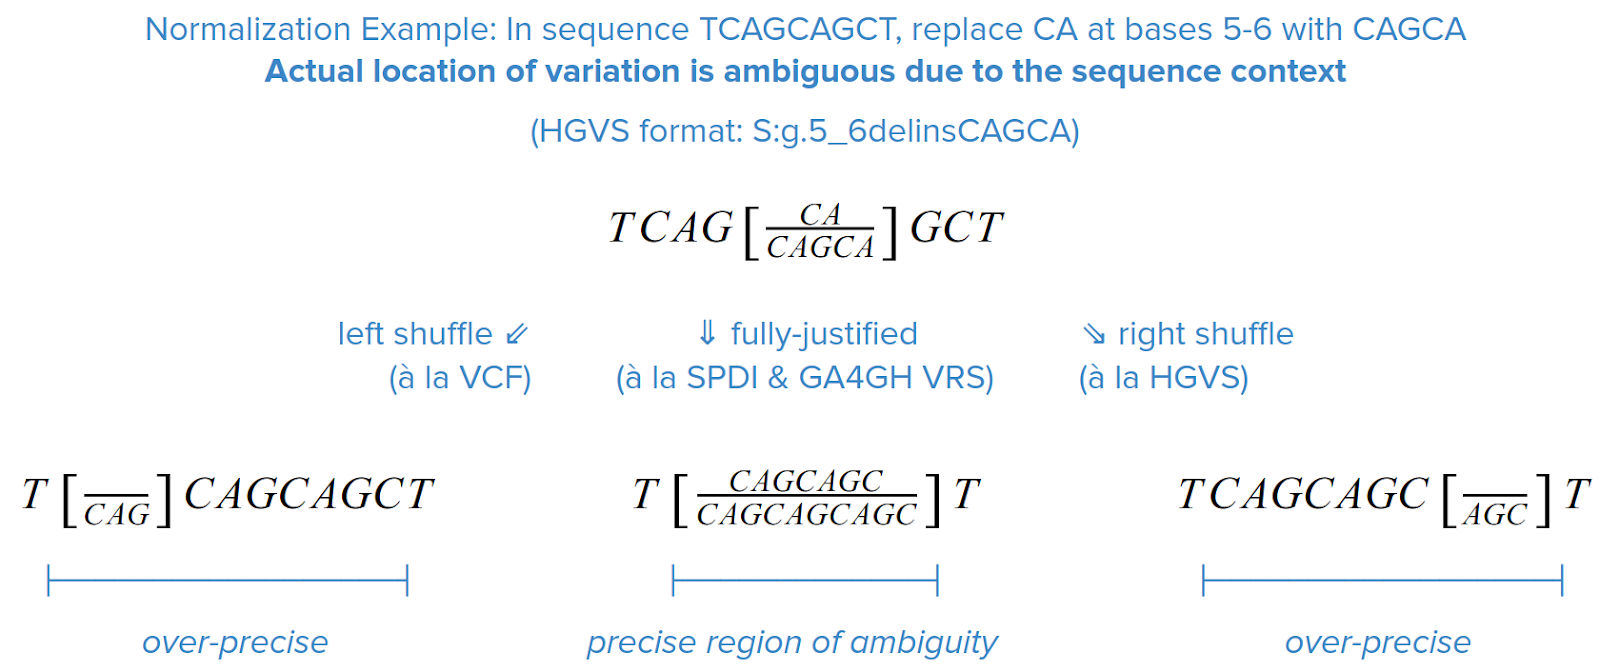 Normalization Example: In sequence TCAGCAGCT, replace CA at bases 5-6 with CAGCA
Actual location of variation is ambiguous due to the sequence context
(HGVS format: S:g.5_6delinsCAGCA)
TCAG[CA/CAGCA]GCT
left shuffle ⇙ ⇓ fully-justified ⇘ right shuffle
(à la VCF) (à la SPDI & GA4GH VRS) (à la HGVS)
T[/CAG]CAGCAGCT T[CAGCAGC/CAGCAGCAGC]T TCAGCAGC[/AGC]T
over-precise precise region of ambiguity over-precise